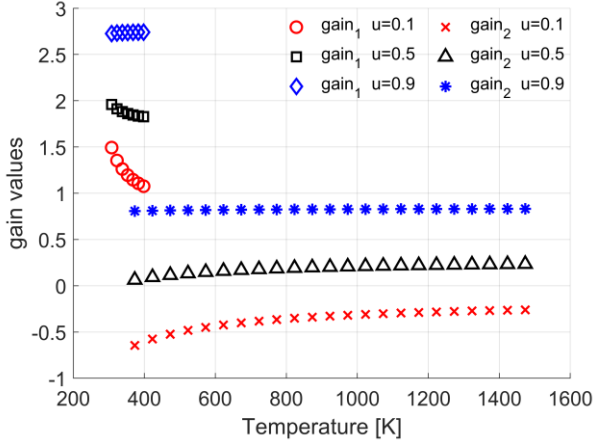 3
2.5
2
1.5
1
0.5
0
-0.5
-1
gain values
gain₁ u=0.1 gain₂ u=0.1
gain₁ u=0.5 gain₂ u=0.5
gain₁ u=0.9 gain₂ u=0.9
200 400 600 800 1000 1200 1400 1600
Temperature [K]